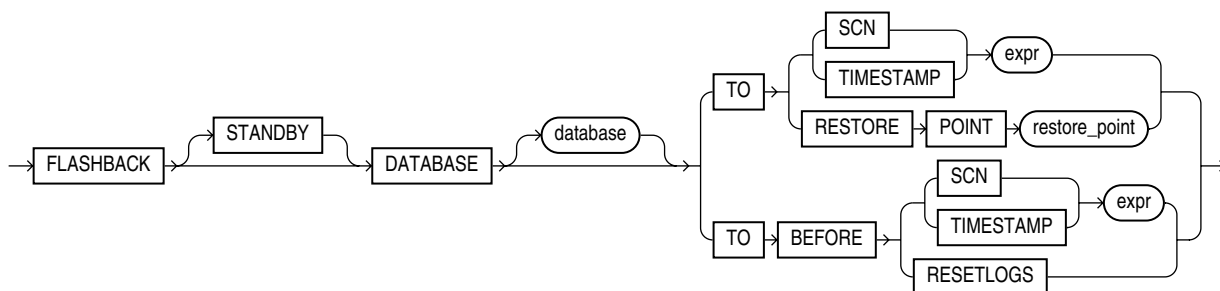 FLASHBACK
STANDBY
DATABASE
database
TO
SCN
TIMESTAMP
expr
RESTORE POINT restore_point
TO BEFORE
SCN
TIMESTAMP
expr
RESETLOGS